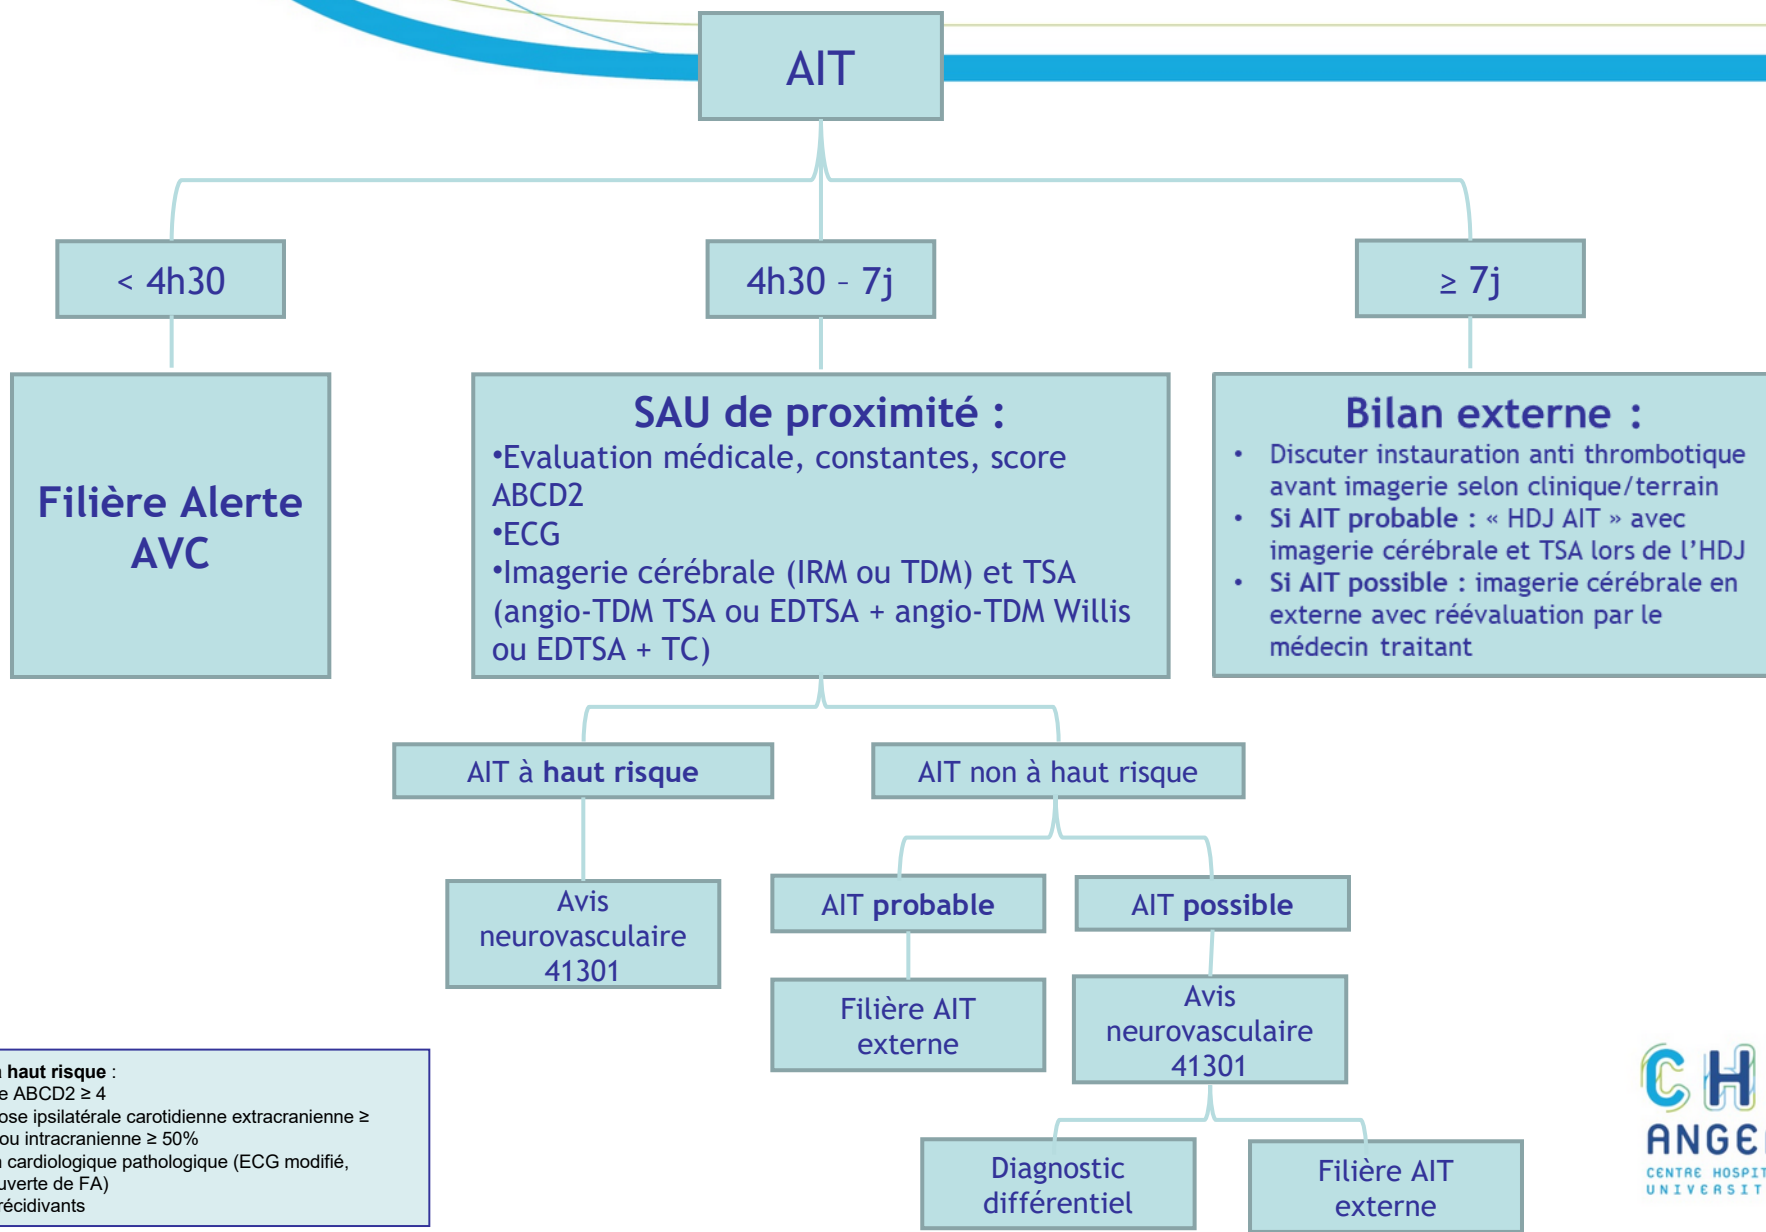 AIT
< 4h30
4h30 – 7j
≥ 7j
Filière Alerte
AVC
SAU de proximité :
•Evaluation médicale, constantes, score
ABCD2
•ECG
•Imagerie cérébrale (IRM ou TDM) et TSA
(angio-TDM TSA ou EDTSA + angio-TDM Willis
ou EDTSA + TC)
Bilan externe :
• Discuter instauration anti thrombotique
avant imagerie selon clinique/terrain
• Si AIT probable : « HDJ AIT » avec
imagerie cérébrale et TSA lors de l’HDJ
• Si AIT possible : imagerie cérébrale en
externe avec réévaluation par le
médecin traitant
AIT à haut risque
AIT non à haut risque
Avis
neurovasculaire
41301
AIT probable
AIT possible
Filière AIT
externe
Avis
neurovasculaire
41301
Diagnostic
différentiel
Filière AIT
externe
haut risque :
ABCD2 ≥ 4
ipsilatérale carotidienne extracranienne ≥
ou intracranienne ≥ 50%
cardiologique pathologique (ECG modifié,
de FA)
récidivants
CH
ANGE
CENTRE HOSPIT
UNIVERSIT